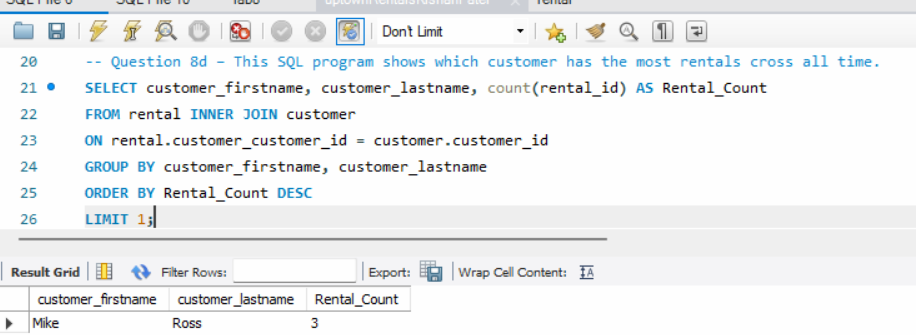 Don't Limit
20 -- Question 8d – This SQL program shows which customer has the most rentals cross all time.
21 SELECT customer_firstname, customer_lastname, count(rental_id) AS Rental_Count
22 FROM rental INNER JOIN customer
23 ON rental.customer_customer_id = customer.customer_id
24 GROUP BY customer_firstname, customer_lastname
25 ORDER BY Rental_Count DESC
26 LIMIT 1;
Result Grid Filter Rows: Export: Wrap Cell Content: IA
customer_firstname customer_lastname Rental_Count
Mike Ross 3